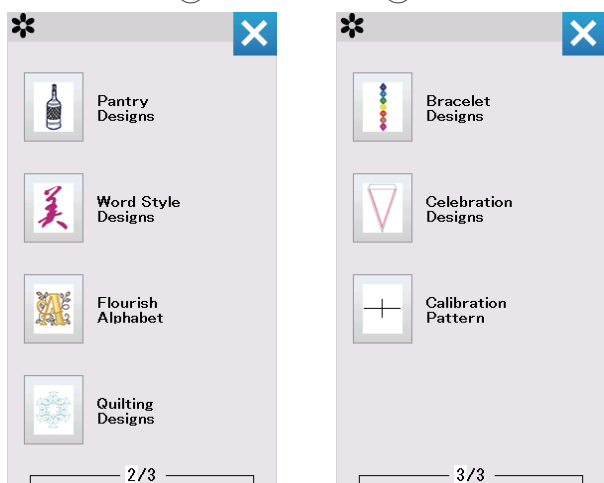 Pantry
Designs
美
Word Style
Designs
A
Flourish
Alphabet
Quilting
Designs
2/3
Bracelet
Designs
Celebration
Designs
Calibration
Pattern
3/3